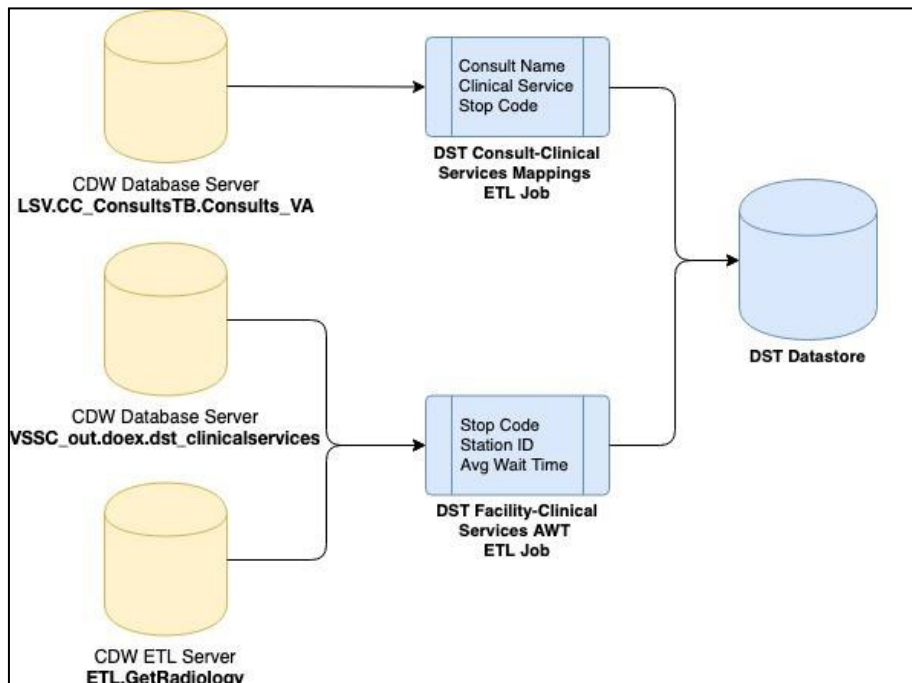 Consult Name
Clinical Service
Stop Code
DST Consult-Clinical
Services Mappings
ETL Job
CDW Database Server
LSV.CC_ConsultsTB.Consults_VA
DST Datastore
CDW Database Server
VSSC_out.doex.dst_clinicalservices
Stop Code
Station ID
Avg Wait Time
DST Facility-Clinical
Services AWT
ETL Job
CDW ETL Server
ETL.GetRadiology